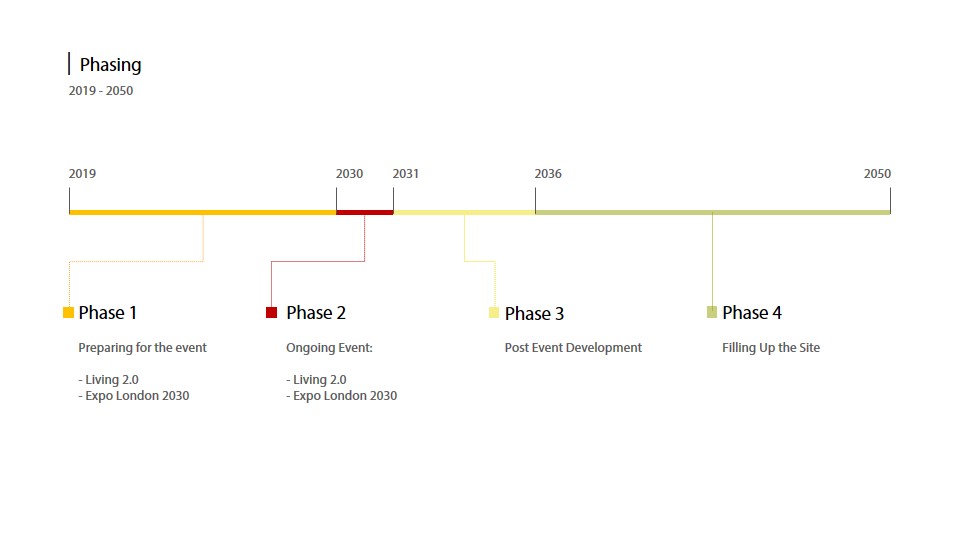 Phasing
2019 - 2050
2019 2030 2031 2036 2050
Phase 1
Preparing for the event
- Living 2.0
- Expo London 2030
Phase 2
Ongoing Event:
- Living 2.0
- Expo London 2030
Phase 3
Post Event Development
Phase 4
Filling Up the Site